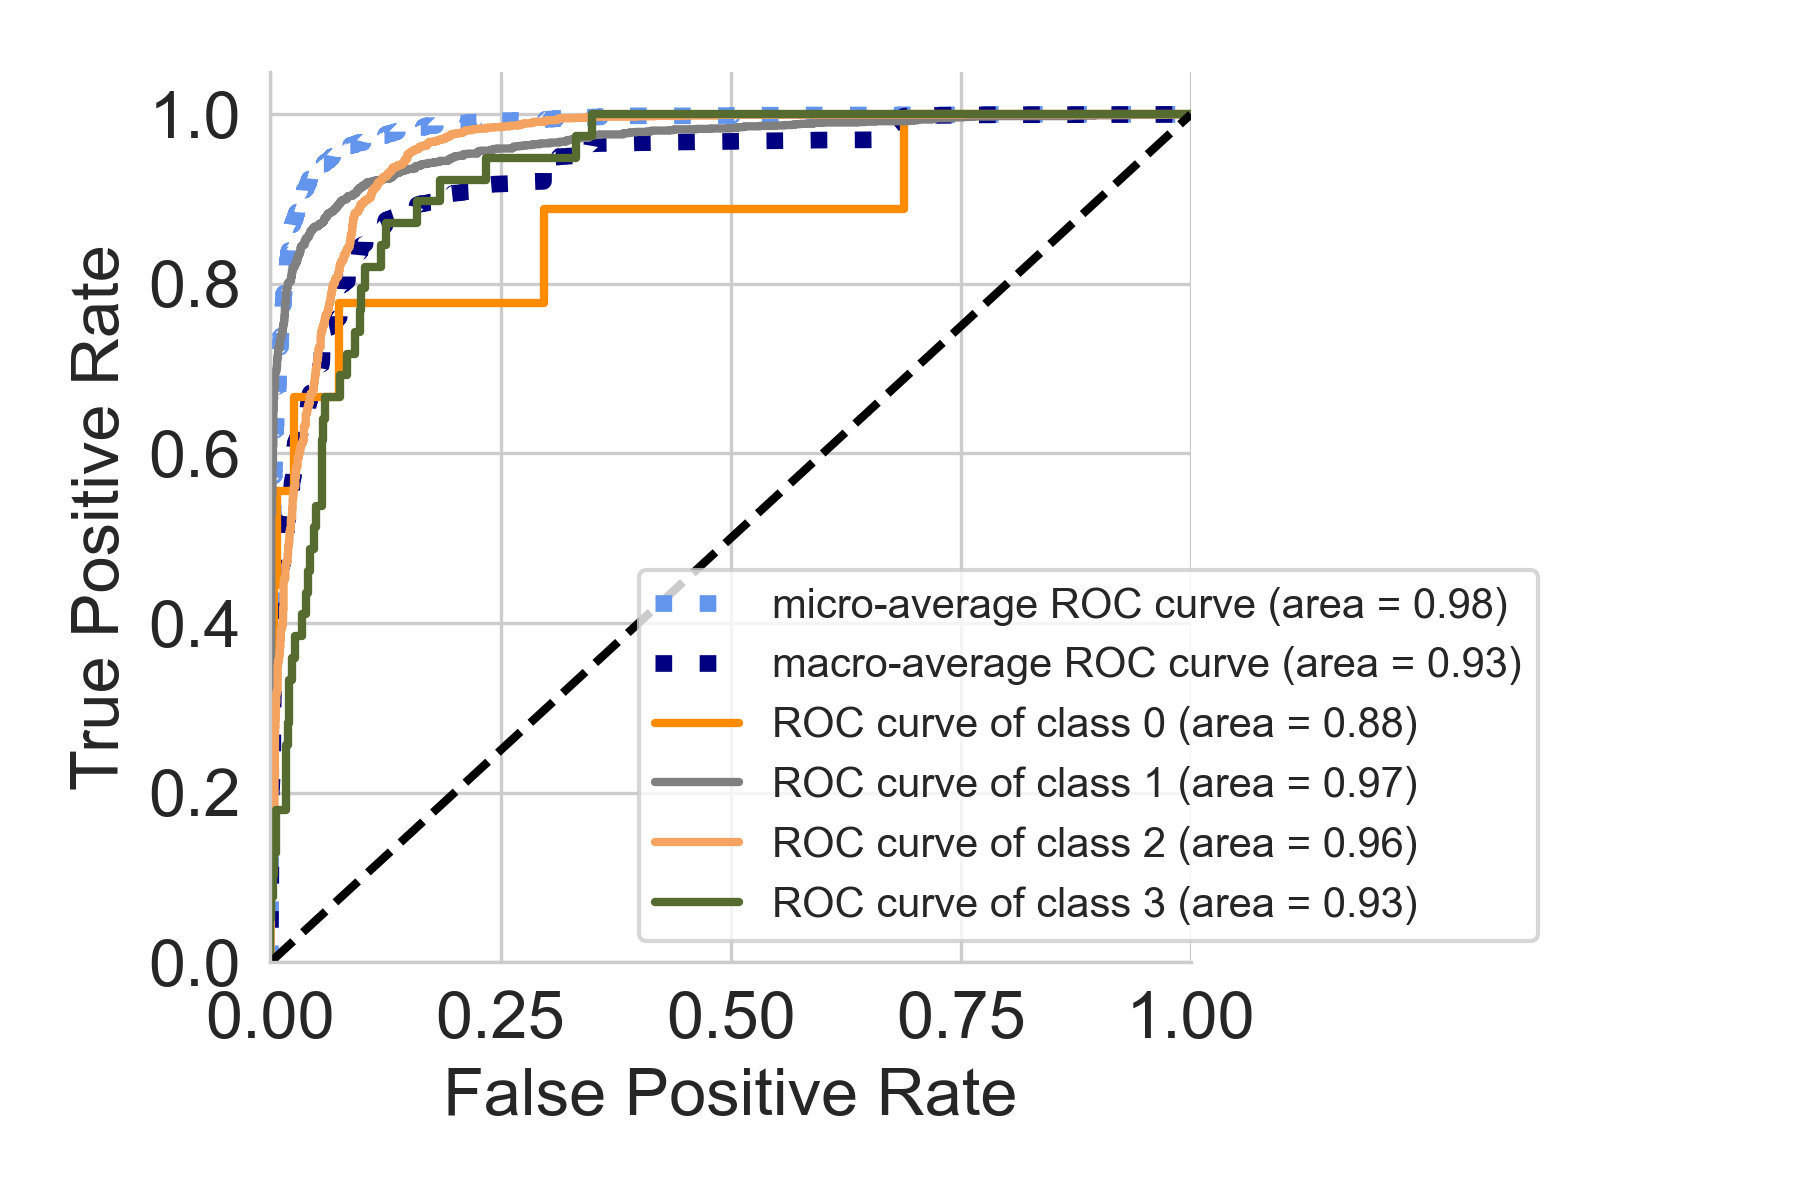 1.0
0.8
0.6
0.4
0.2
0.0
True Positive Rate
0.00 0.25 0.50 0.75 1.00
False Positive Rate
micro-average ROC curve (area = 0.98)
macro-average ROC curve (area = 0.93)
ROC curve of class 0 (area = 0.88)
ROC curve of class 1 (area = 0.97)
ROC curve of class 2 (area = 0.96)
ROC curve of class 3 (area = 0.93)